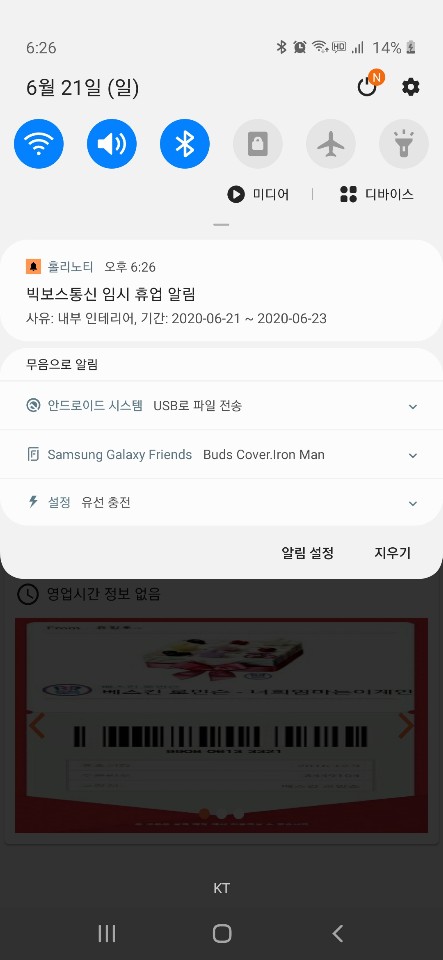 6:26
HD
14%
6월 21일 (일)
N
미디어
디바이스
홀리노티 오후 6:26
빅보스통신 임시 휴업 알림
사유: 내부 인테리어, 기간: 2020-06-21 ~ 2020-06-23
무음으로 알림
안드로이드 시스템 USB로 파일 전송
Samsung Galaxy Friends Buds Cover.Iron Man
설정 유선 충전
알림 설정
지우기
영업시간 정보 없음
KT